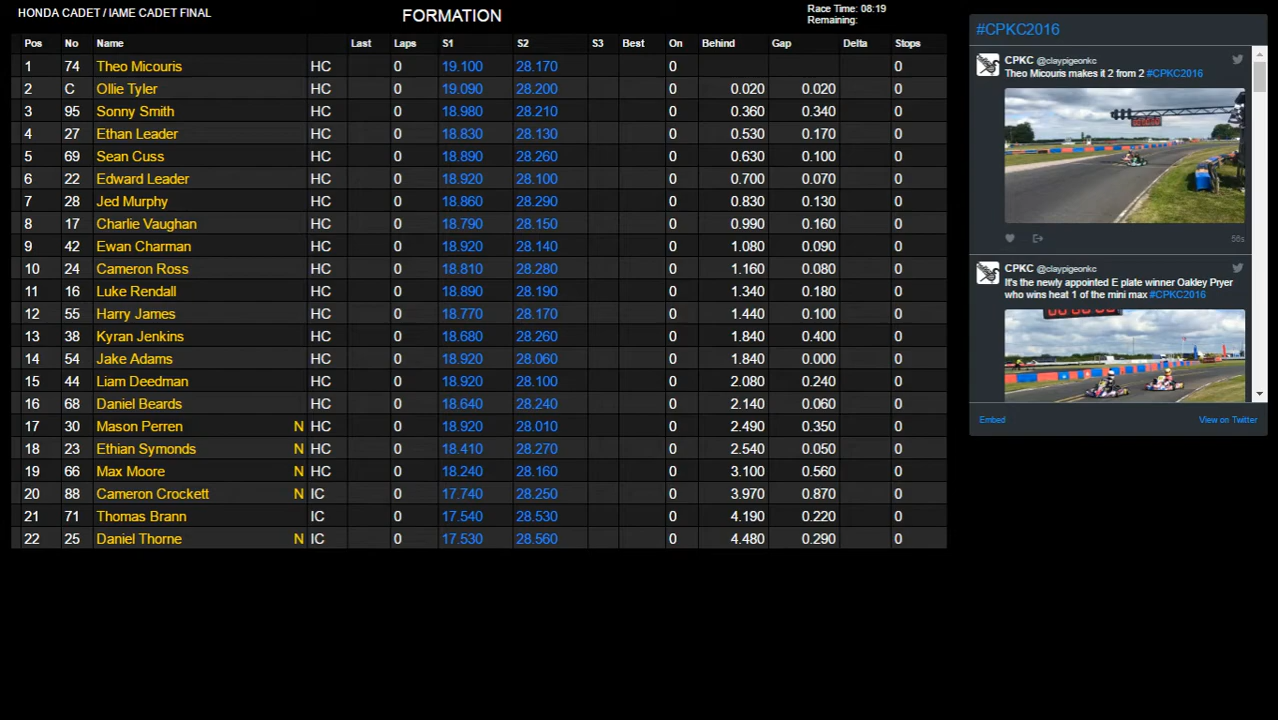 HONDA CADET / IAME CADET FINAL FORMATION Race Time: 08:19
Remaining:
Pos No Name Last Laps S1 S2 S3 Best On Behind Gap Delta Stops
1 74 Theo Micouris HC 0 19.100 28.170 0 0
2 C Ollie Tyler HC 0 19.090 28.200 0 0.020 0.020 0
3 95 Sonny Smith HC 0 18.980 28.210 0 0.360 0.340 0
4 27 Ethan Leader HC 0 18.830 28.130 0 0.530 0.170 0
5 69 Sean Cuss HC 0 18.890 28.260 0 0.630 0.100 0
6 22 Edward Leader HC 0 18.920 28.100 0 0.700 0.070 0
7 28 Jed Murphy HC 0 18.860 28.290 0 0.830 0.130 0
8 17 Charlie Vaughan HC 0 18.790 28.150 0 0.990 0.160 0
9 42 Ewan Charman HC 0 18.920 28.140 0 1.080 0.090 0
10 24 Cameron Ross HC 0 18.810 28.280 0 1.160 0.080 0
11 16 Luke Rendall HC 0 18.890 28.190 0 1.340 0.180 0
12 55 Harry James HC 0 18.770 28.170 0 1.440 0.100 0
13 38 Kyran Jenkins HC 0 18.680 28.260 0 1.840 0.400 0
14 54 Jake Adams HC 0 18.920 28.060 0 1.840 0.000 0
15 44 Liam Deedman HC 0 18.920 28.100 0 2.080 0.240 0
16 68 Daniel Beards HC 0 18.640 28.240 0 2.140 0.060 0
17 30 Mason Perren N HC 0 18.920 28.010 0 2.490 0.350 0
18 23 Ethian Symonds N HC 0 18.410 28.270 0 2.540 0.050 0
19 66 Max Moore N HC 0 18.240 28.160 0 3.100 0.560 0
20 88 Cameron Crockett N IC 0 17.740 28.250 0 3.970 0.870 0
21 71 Thomas Brann IC 0 17.540 28.530 0 4.190 0.220 0
22 25 Daniel Thorne N IC 0 17.530 28.560 0 4.480 0.290 0
#CPKC2016
CPKC @claypigeonkc
Theo Micouris makes it 2 from 2 #CPKC2016
56s
CPKC @claypigeonkc
It's the newly appointed E plate winner Oakley Pryer
who wins heat 1 of the mini max #CPKC2016
Embed View on Twitter